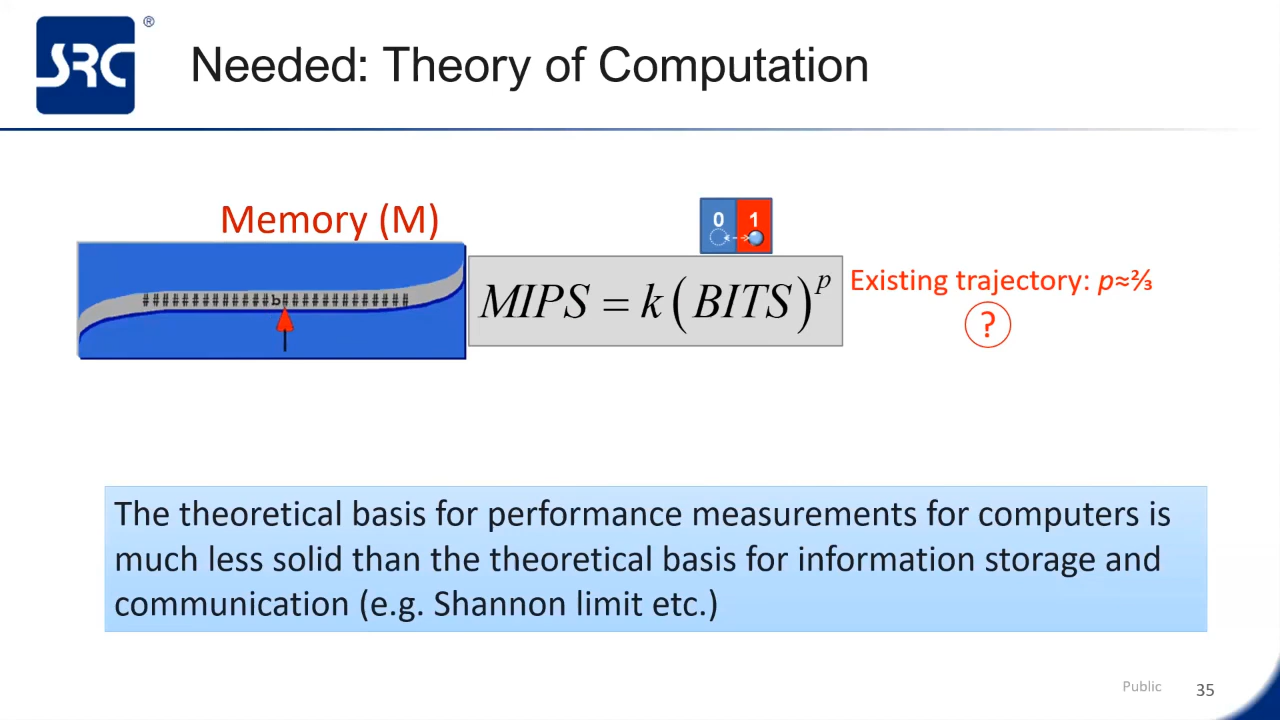 SRC®
Needed: Theory of Computation
Memory (M)
0 1
############b############
MIPS = k(BITS)^p
Existing trajectory: p≈⅔
?
The theoretical basis for performance measurements for computers is
much less solid than the theoretical basis for information storage and
communication (e.g. Shannon limit etc.)
Public 35